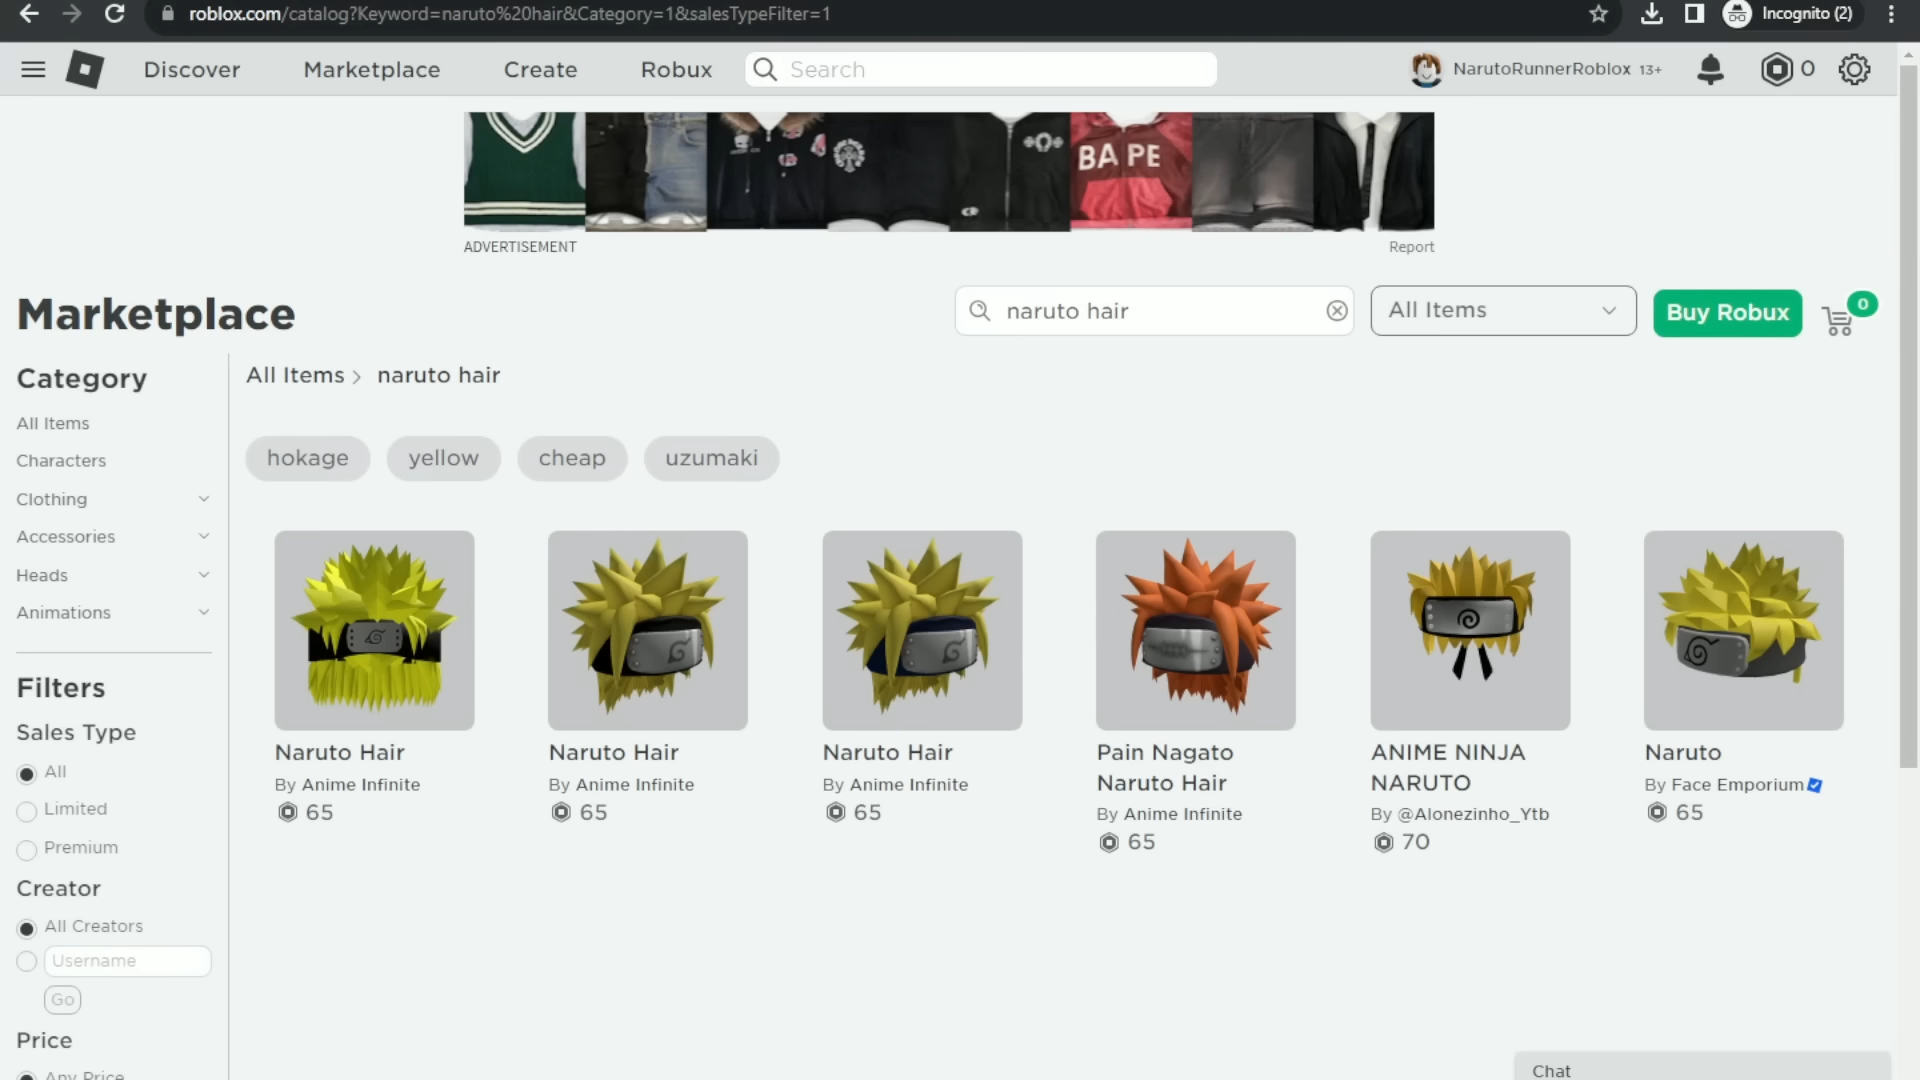 roblox.com/catalog?Keyword=naruto%20hair&Category=1&salesTypeFilter=1
Incognito (2)
Discover
Marketplace
Create
Robux
Search
NarutoRunnerRoblox 13+
0
BAPE
ADVERTISEMENT
Report
Marketplace
naruto hair
All Items
Buy Robux
0
Category
All Items
Characters
Clothing
Accessories
Heads
Animations
Filters
Sales Type
All
Limited
Premium
Creator
All Creators
Username
Go
Price
Any Price
All Items > naruto hair
hokage
yellow
cheap
uzumaki
Naruto Hair
By Anime Infinite
65
Naruto Hair
By Anime Infinite
65
Naruto Hair
By Anime Infinite
65
Pain Nagato
Naruto Hair
By Anime Infinite
65
ANIME NINJA
NARUTO
By @Alonezinho_Ytb
70
Naruto
By Face Emporium
65
Chat